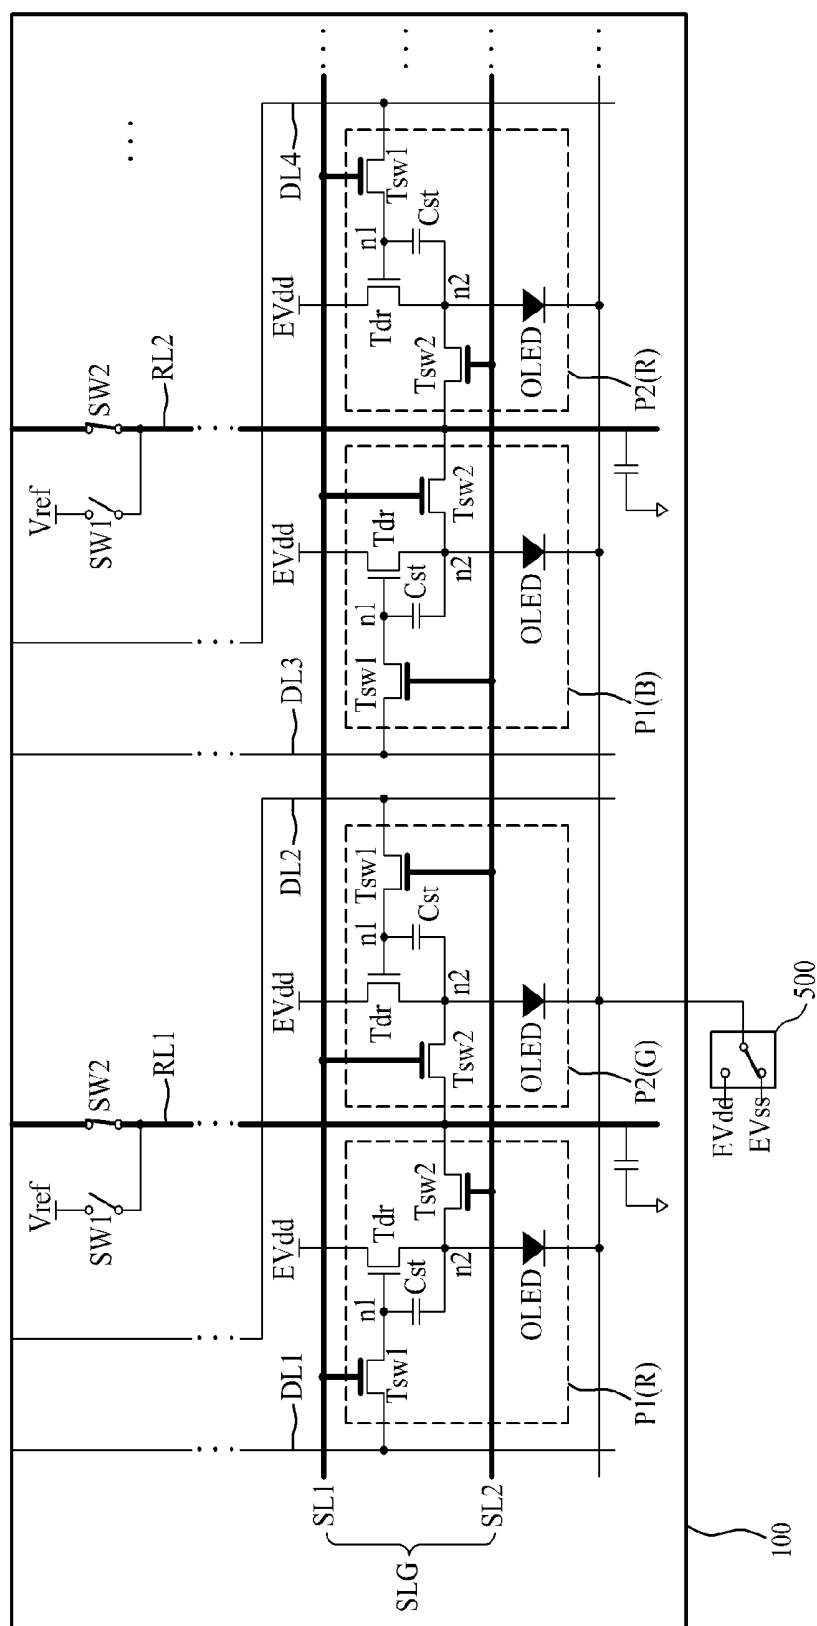 Vref
SW1
SW2
RL1
Vref
SW1
SW2
RL2
DL1
DL2
DL3
DL4
SLG
SL1
SL2
EVdd
Tdr
Tsw1
n1
Cst
n2
Tsw2
OLED
P1(R)
EVdd
Tdr
Tsw2
n1
Tsw1
Cst
n2
OLED
P2(G)
EVdd
Tdr
Tsw1
n1
Cst
n2
Tsw2
OLED
P1(B)
EVdd
Tdr
Tsw2
n1
Tsw1
Cst
n2
OLED
P2(R)
EVdd
EVss
500
100